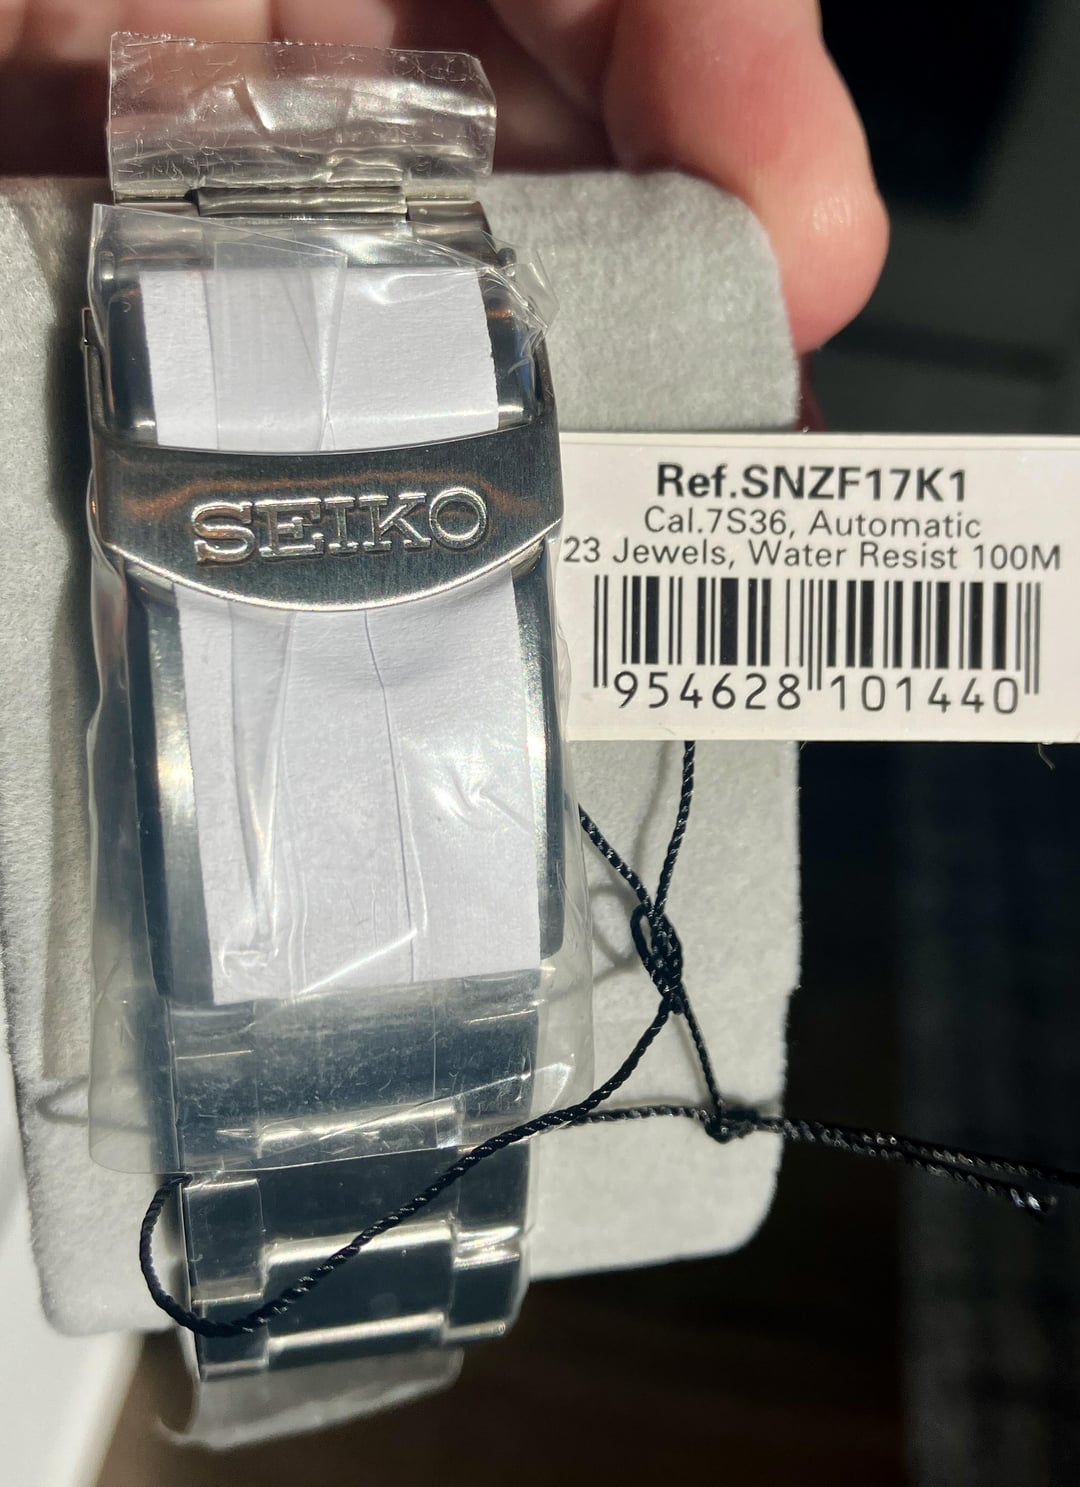 SEIKO
Ref.SNZF17K1
Cal.7S36, Automatic
23 Jewels, Water Resist 100M
954628 101440